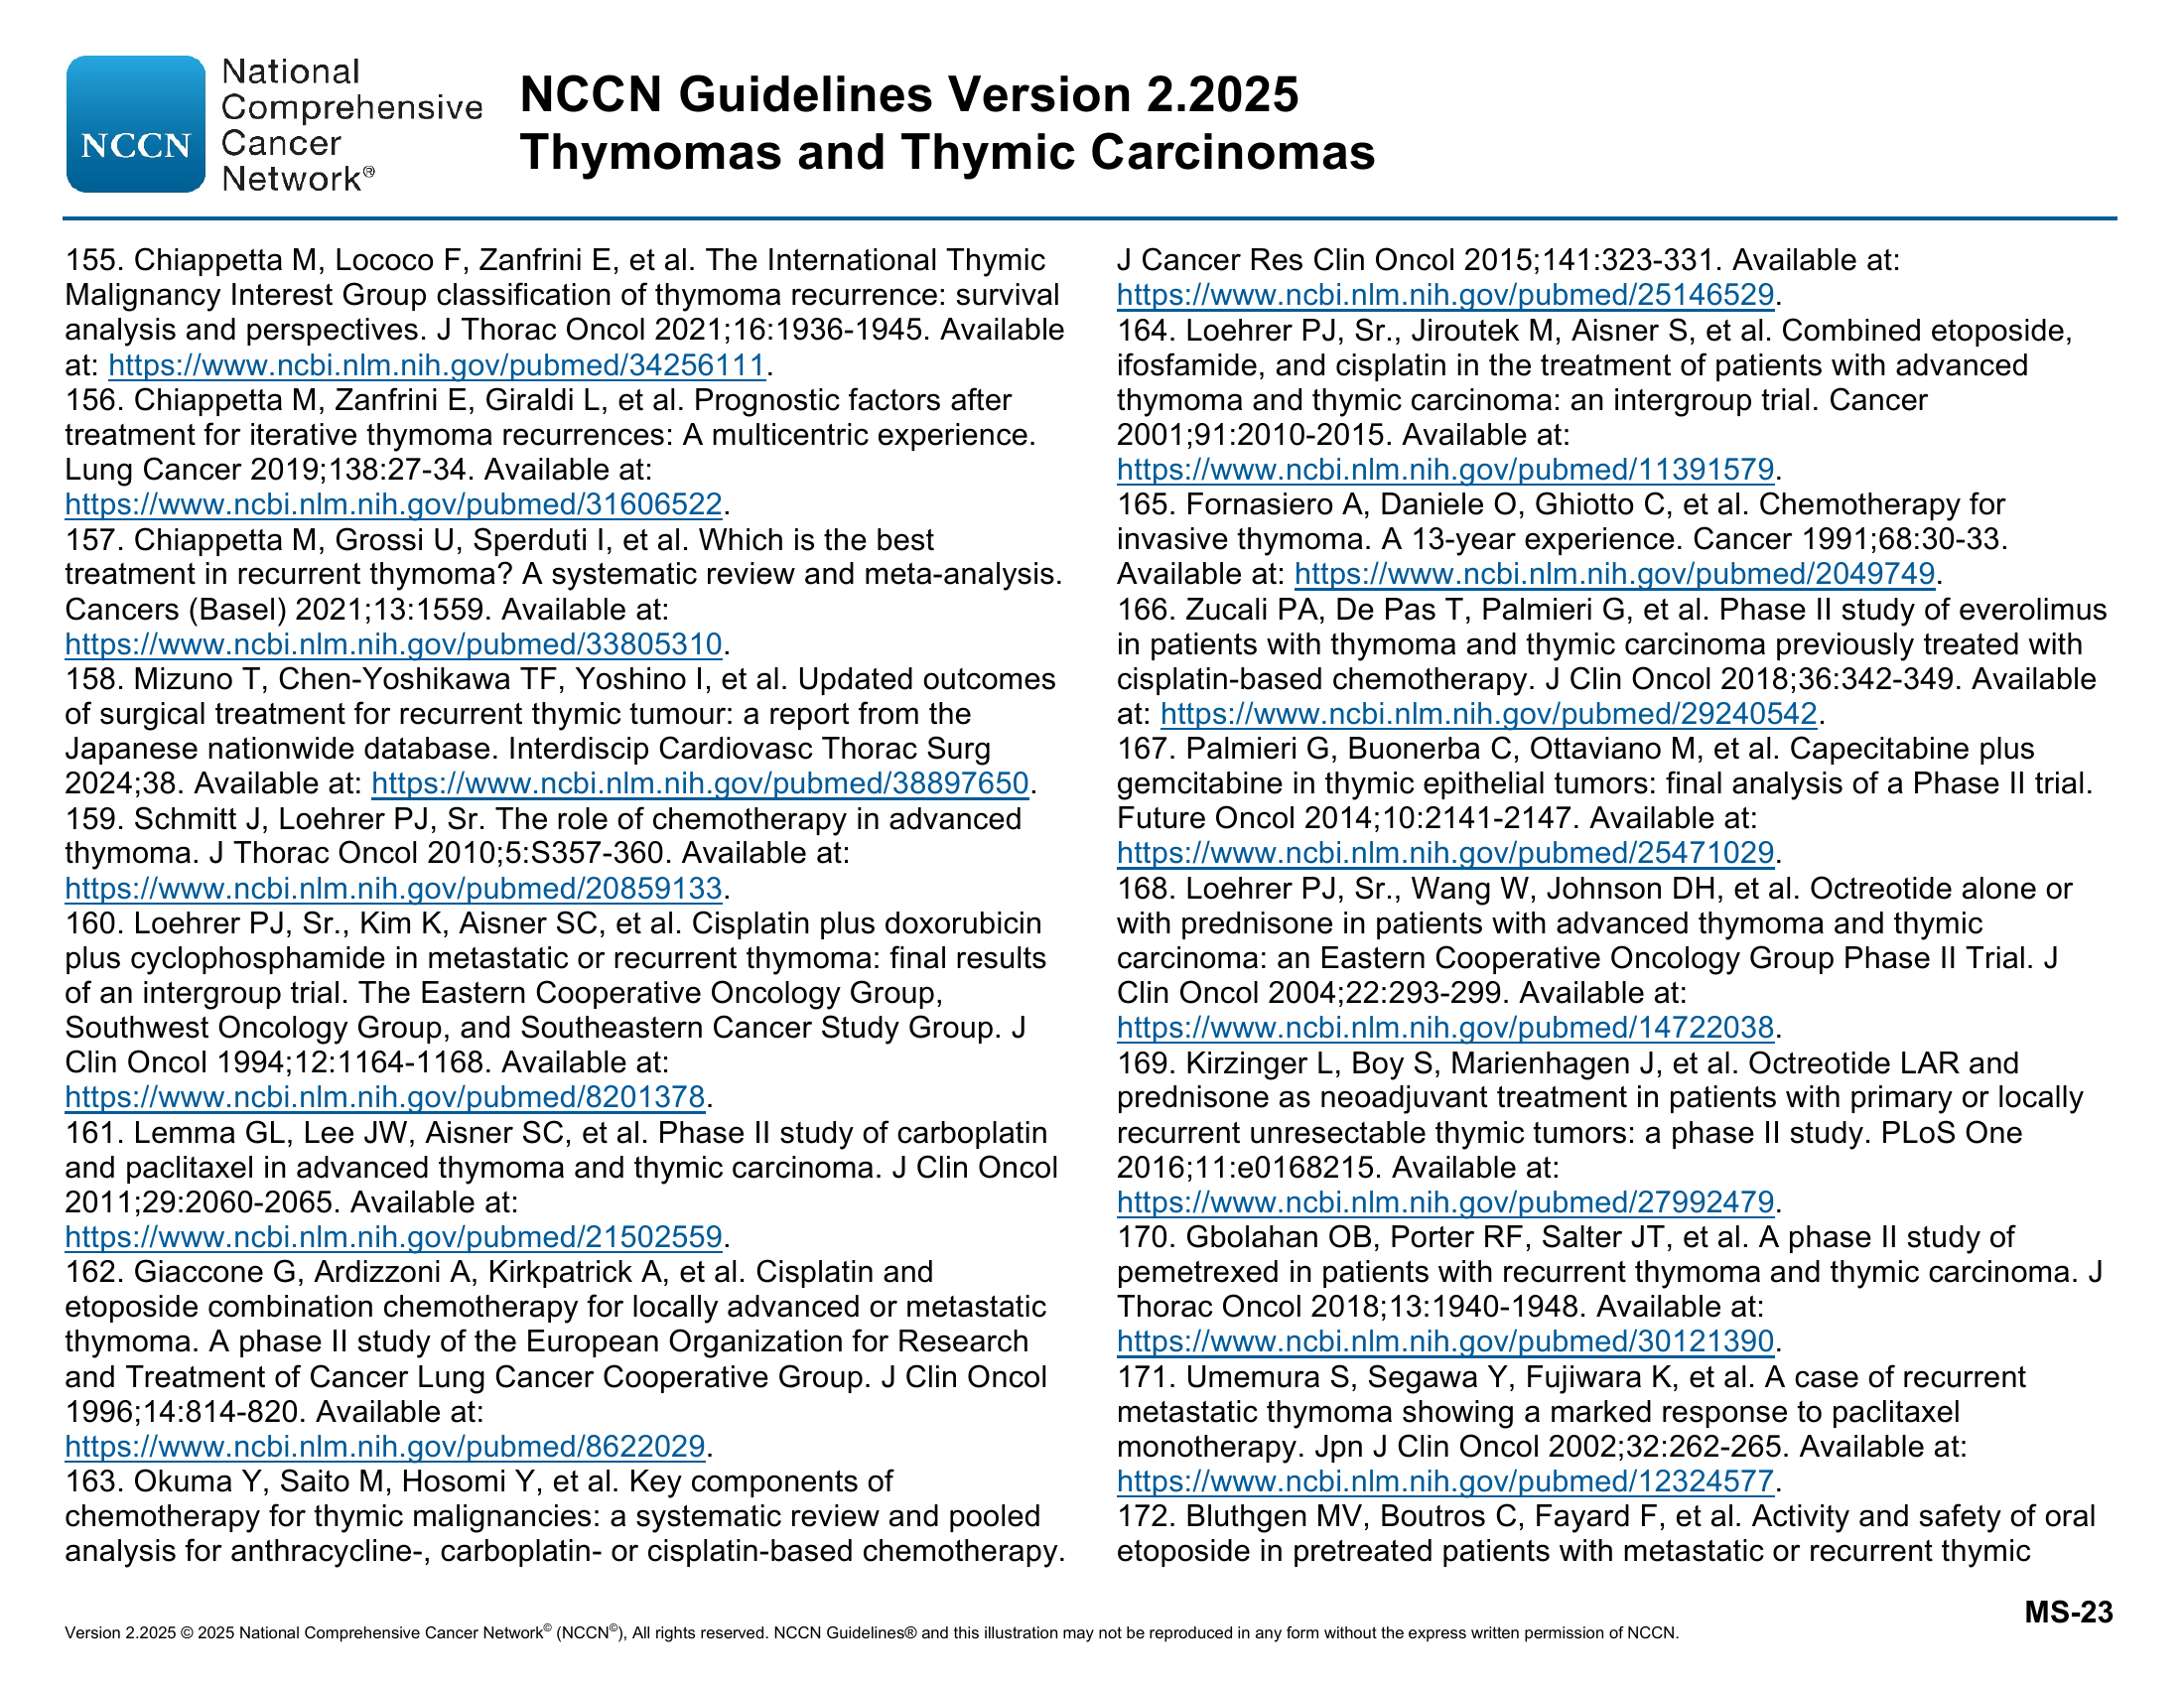 National
Comprehensive
Cancer
Network®
NCCN
NCCN Guidelines Version 2.2025
Thymomas and Thymic Carcinomas
155. Chiappetta M, Lococo F, Zanfrini E, et al. The International Thymic
Malignancy Interest Group classification of thymoma recurrence: survival
analysis and perspectives. J Thorac Oncol 2021;16:1936-1945. Available
at: https://www.ncbi.nlm.nih.gov/pubmed/34256111.
156. Chiappetta M, Zanfrini E, Giraldi L, et al. Prognostic factors after
treatment for iterative thymoma recurrences: A multicentric experience.
Lung Cancer 2019;138:27-34. Available at:
https://www.ncbi.nlm.nih.gov/pubmed/31606522.
157. Chiappetta M, Grossi U, Sperduti I, et al. Which is the best
treatment in recurrent thymoma? A systematic review and meta-analysis.
Cancers (Basel) 2021;13:1559. Available at:
https://www.ncbi.nlm.nih.gov/pubmed/33805310.
158. Mizuno T, Chen-Yoshikawa TF, Yoshino I, et al. Updated outcomes
of surgical treatment for recurrent thymic tumour: a report from the
Japanese nationwide database. Interdiscip Cardiovasc Thorac Surg
2024;38. Available at: https://www.ncbi.nlm.nih.gov/pubmed/38897650.
159. Schmitt J, Loehrer PJ, Sr. The role of chemotherapy in advanced
thymoma. J Thorac Oncol 2010;5:S357-360. Available at:
https://www.ncbi.nlm.nih.gov/pubmed/20859133.
160. Loehrer PJ, Sr., Kim K, Aisner SC, et al. Cisplatin plus doxorubicin
plus cyclophosphamide in metastatic or recurrent thymoma: final results
of an intergroup trial. The Eastern Cooperative Oncology Group,
Southwest Oncology Group, and Southeastern Cancer Study Group. J
Clin Oncol 1994;12:1164-1168. Available at:
https://www.ncbi.nlm.nih.gov/pubmed/8201378.
161. Lemma GL, Lee JW, Aisner SC, et al. Phase II study of carboplatin
and paclitaxel in advanced thymoma and thymic carcinoma. J Clin Oncol
2011;29:2060-2065. Available at:
https://www.ncbi.nlm.nih.gov/pubmed/21502559.
162. Giaccone G, Ardizzoni A, Kirkpatrick A, et al. Cisplatin and
etoposide combination chemotherapy for locally advanced or metastatic
thymoma. A phase II study of the European Organization for Research
and Treatment of Cancer Lung Cancer Cooperative Group. J Clin Oncol
1996;14:814-820. Available at:
https://www.ncbi.nlm.nih.gov/pubmed/8622029.
163. Okuma Y, Saito M, Hosomi Y, et al. Key components of
chemotherapy for thymic malignancies: a systematic review and pooled
analysis for anthracycline-, carboplatin- or cisplatin-based chemotherapy.
J Cancer Res Clin Oncol 2015;141:323-331. Available at:
https://www.ncbi.nlm.nih.gov/pubmed/25146529.
164. Loehrer PJ, Sr., Jiroutek M, Aisner S, et al. Combined etoposide,
ifosfamide, and cisplatin in the treatment of patients with advanced
thymoma and thymic carcinoma: an intergroup trial. Cancer
2001;91:2010-2015. Available at:
https://www.ncbi.nlm.nih.gov/pubmed/11391579.
165. Fornasiero A, Daniele O, Ghiotto C, et al. Chemotherapy for
invasive thymoma. A 13-year experience. Cancer 1991;68:30-33.
Available at: https://www.ncbi.nlm.nih.gov/pubmed/2049749.
166. Zucali PA, De Pas T, Palmieri G, et al. Phase II study of everolimus
in patients with thymoma and thymic carcinoma previously treated with
cisplatin-based chemotherapy. J Clin Oncol 2018;36:342-349. Available
at: https://www.ncbi.nlm.nih.gov/pubmed/29240542.
167. Palmieri G, Buonerba C, Ottaviano M, et al. Capecitabine plus
gemcitabine in thymic epithelial tumors: final analysis of a Phase II trial.
Future Oncol 2014;10:2141-2147. Available at:
https://www.ncbi.nlm.nih.gov/pubmed/25471029.
168. Loehrer PJ, Sr., Wang W, Johnson DH, et al. Octreotide alone or
with prednisone in patients with advanced thymoma and thymic
carcinoma: an Eastern Cooperative Oncology Group Phase II Trial. J
Clin Oncol 2004;22:293-299. Available at:
https://www.ncbi.nlm.nih.gov/pubmed/14722038.
169. Kirzinger L, Boy S, Marienhagen J, et al. Octreotide LAR and
prednisone as neoadjuvant treatment in patients with primary or locally
recurrent unresectable thymic tumors: a phase II study. PLoS One
2016;11:e0168215. Available at:
https://www.ncbi.nlm.nih.gov/pubmed/27992479.
170. Gbolahan OB, Porter RF, Salter JT, et al. A phase II study of
pemetrexed in patients with recurrent thymoma and thymic carcinoma. J
Thorac Oncol 2018;13:1940-1948. Available at:
https://www.ncbi.nlm.nih.gov/pubmed/30121390.
171. Umemura S, Segawa Y, Fujiwara K, et al. A case of recurrent
metastatic thymoma showing a marked response to paclitaxel
monotherapy. Jpn J Clin Oncol 2002;32:262-265. Available at:
https://www.ncbi.nlm.nih.gov/pubmed/12324577.
172. Bluthgen MV, Boutros C, Fayard F, et al. Activity and safety of oral
etoposide in pretreated patients with metastatic or recurrent thymic
MS-23
Version 2.2025 © 2025 National Comprehensive Cancer Network© (NCCN©), All rights reserved. NCCN Guidelines® and this illustration may not be reproduced in any form without the express written permission of NCCN.